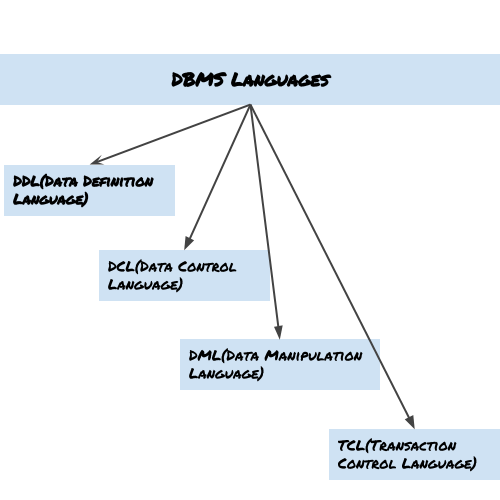 DBMS Languages
DDL(Data Definition
Language)
DCL(Data Control
Language)
DML(Data Manipulation
Language)
TCL(Transaction
Control Language)